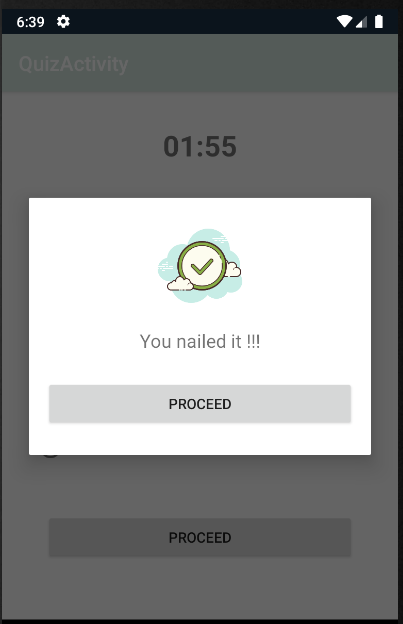 6:39
QuizActivity
01:55
You nailed it !!!
PROCEED
PROCEED